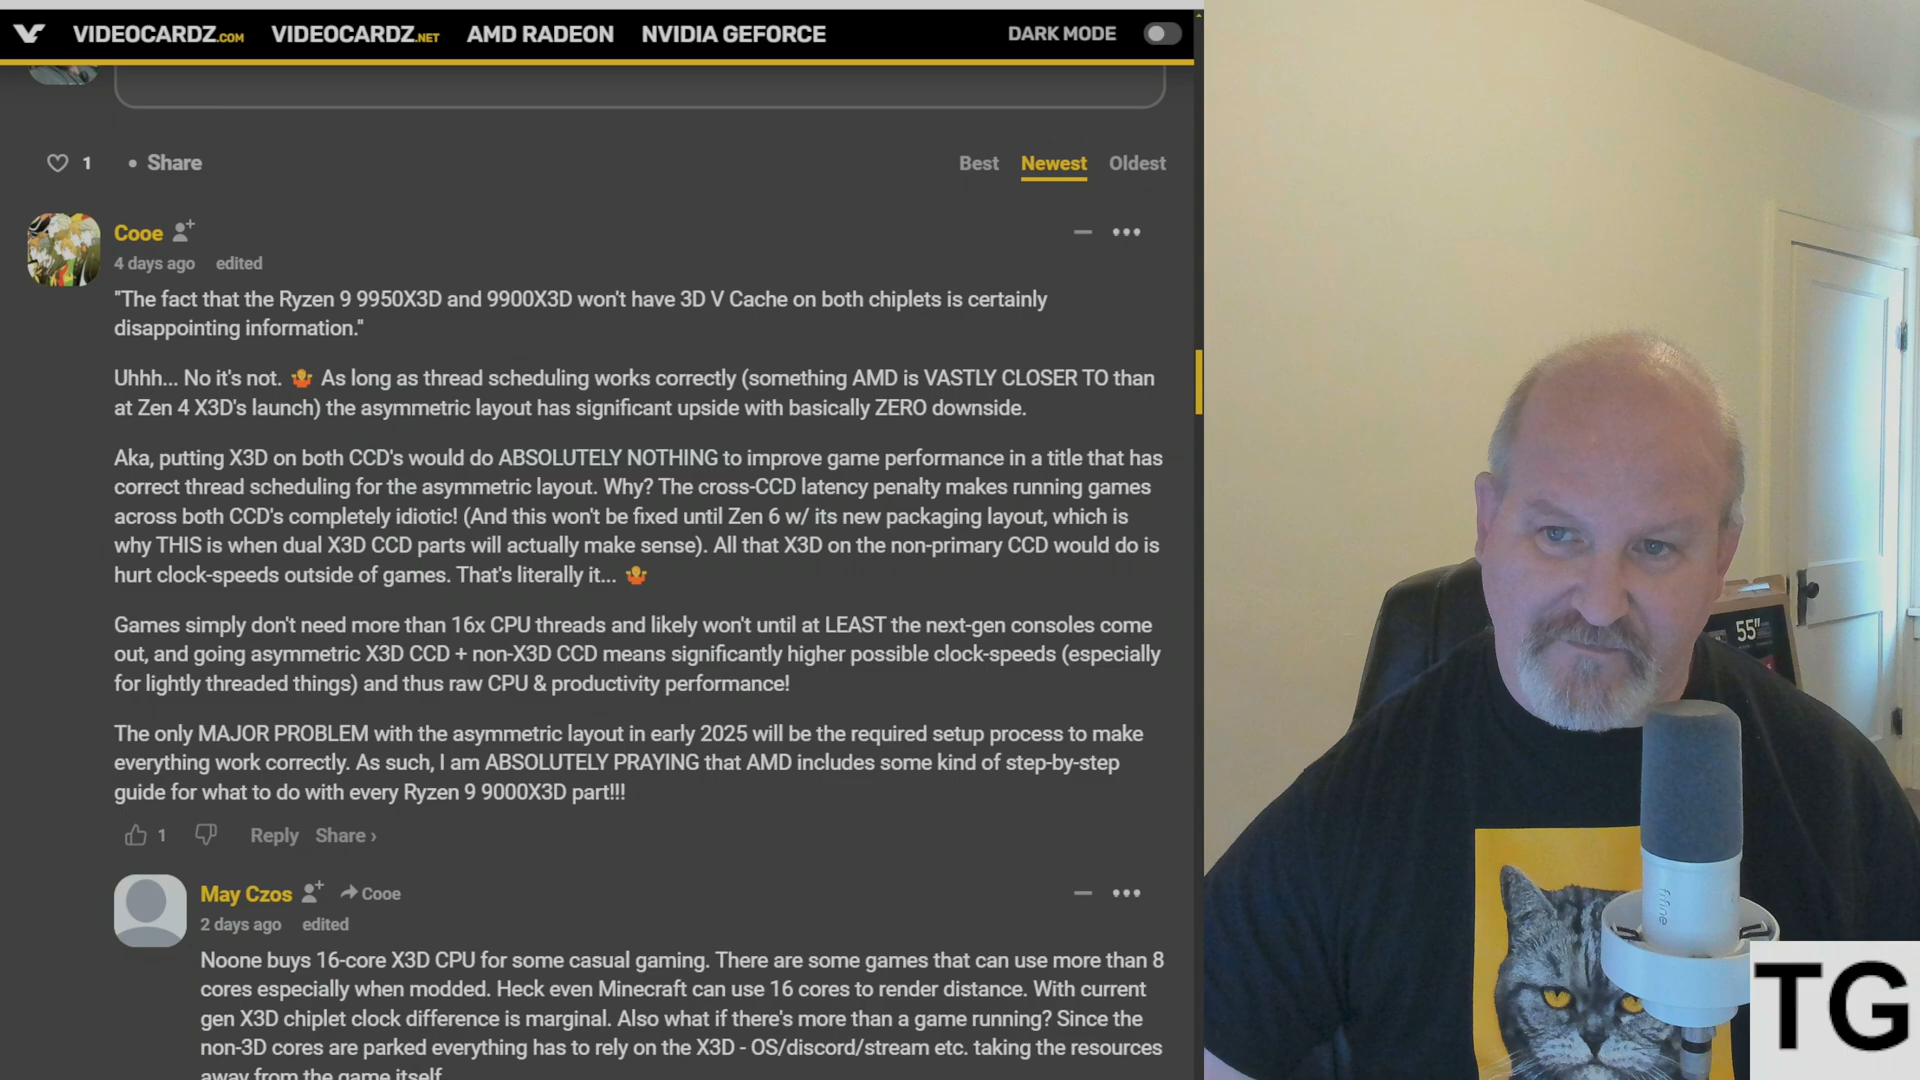 VIDEOCARDZ.COM VIDEOCARDZ.NET AMD RADEON NVIDIA GEFORCE DARK MODE
1 • Share Best Newest Oldest
Cooe
4 days ago edited
"The fact that the Ryzen 9 9950X3D and 9900X3D won't have 3D V Cache on both chiplets is certainly
disappointing information."
Uhhh... No it's not. 🤷 As long as thread scheduling works correctly (something AMD is VASTLY CLOSER TO than
at Zen 4 X3D's launch) the asymmetric layout has significant upside with basically ZERO downside.
Aka, putting X3D on both CCD's would do ABSOLUTELY NOTHING to improve game performance in a title that has
correct thread scheduling for the asymmetric layout. Why? The cross-CCD latency penalty makes running games
across both CCD's completely idiotic! (And this won't be fixed until Zen 6 w/ its new packaging layout, which is
why THIS is when dual X3D CCD parts will actually make sense). All that X3D on the non-primary CCD would do is
hurt clock-speeds outside of games. That's literally it... 🤷
Games simply don't need more than 16x CPU threads and likely won't until at LEAST the next-gen consoles come
out, and going asymmetric X3D CCD + non-X3D CCD means significantly higher possible clock-speeds (especially
for lightly threaded things) and thus raw CPU & productivity performance!
The only MAJOR PROBLEM with the asymmetric layout in early 2025 will be the required setup process to make
everything work correctly. As such, I am ABSOLUTELY PRAYING that AMD includes some kind of step-by-step
guide for what to do with every Ryzen 9 9000X3D part!!!
1 Reply Share ›
May Czos Cooe
2 days ago edited
Noone buys 16-core X3D CPU for some casual gaming. There are some games that can use more than 8
cores especially when modded. Heck even Minecraft can use 16 cores to render distance. With current
gen X3D chiplet clock difference is marginal. Also what if there's more than a game running? Since the
non-3D cores are parked everything has to rely on the X3D - OS/discord/stream etc. taking the resources
away from the game itself
55"
fifine
TG